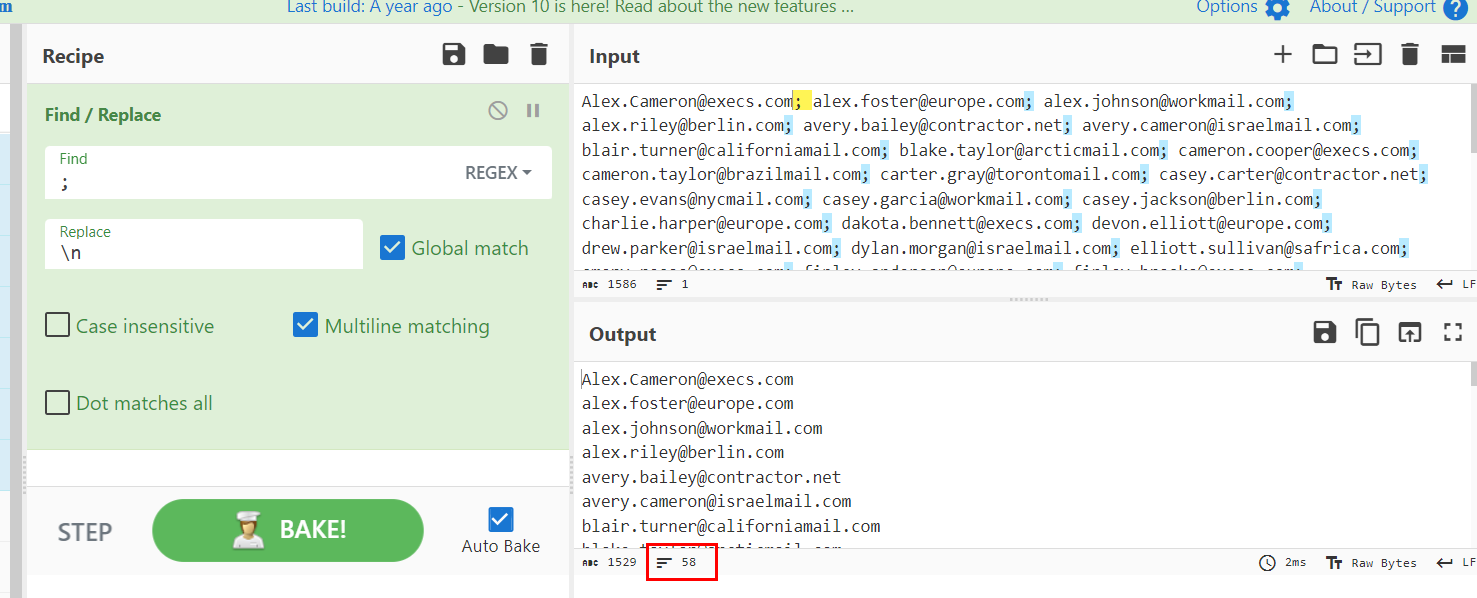 m Last build: A year ago - Version 10 is here! Read about the new features ... Options About / Support ?
Recipe
Find / Replace
Find
;
REGEX
Replace
\n
Global match
Case insensitive
Multiline matching
Dot matches all
STEP
BAKE!
Auto Bake
Input
Alex.Cameron@execs.com; alex.foster@europe.com; alex.johnson@workmail.com;
alex.riley@berlin.com; avery.bailey@contractor.net; avery.cameron@israelmail.com;
blair.turner@californiamail.com; blake.taylor@arcticmail.com; cameron.cooper@execs.com;
cameron.taylor@brazilmail.com; carter.gray@torontomail.com; casey.carter@contractor.net;
casey.evans@nycmail.com; casey.garcia@workmail.com; casey.jackson@berlin.com;
charlie.harper@europe.com; dakota.bennett@execs.com; devon.elliott@europe.com;
drew.parker@israelmail.com; dylan.morgan@israelmail.com; elliott.sullivan@safrica.com;
ABC 1586 1 Tт Raw Bytes LF
Output
Alex.Cameron@execs.com
alex.foster@europe.com
alex.johnson@workmail.com
alex.riley@berlin.com
avery.bailey@contractor.net
avery.cameron@israelmail.com
blair.turner@californiamail.com
ABC 1529 58 2ms Tт Raw Bytes LF